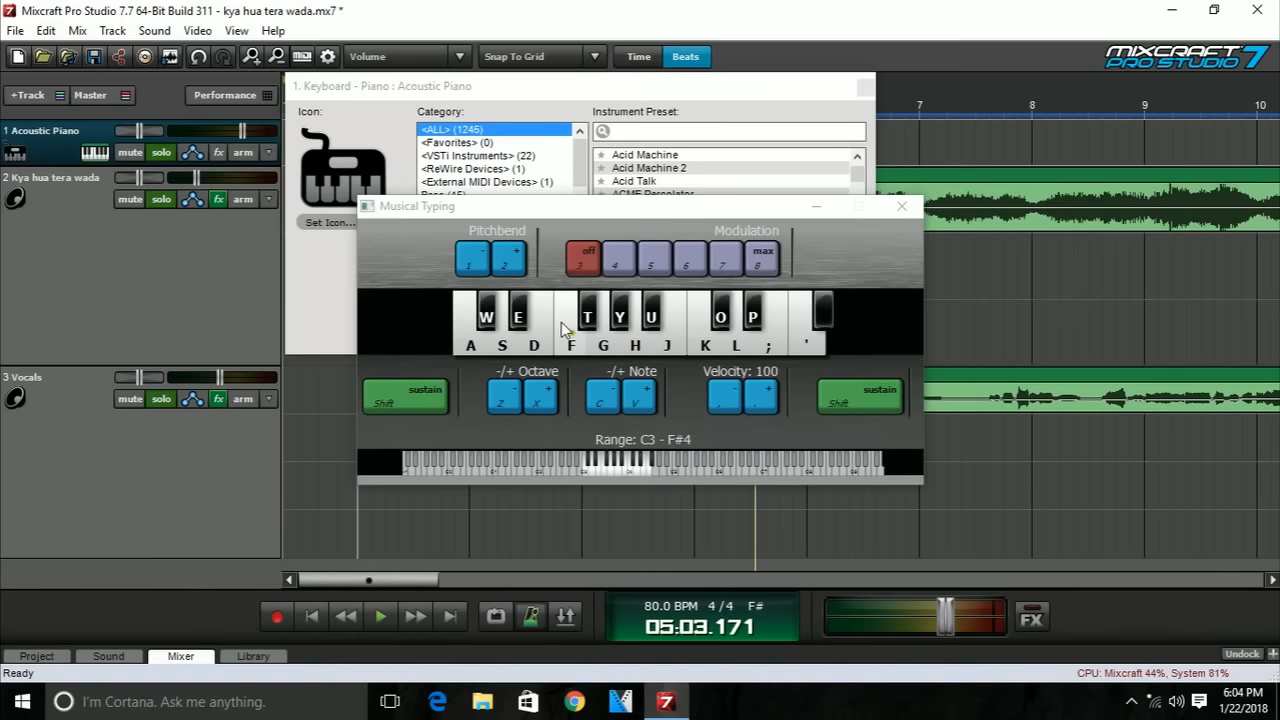 Mixcraft Pro Studio 7.7 64-Bit Build 311 - kya hua tera wada.mx7 *
File Edit Mix Track Sound Video View Help
Volume Snap To Grid Time Beats
MIXCRAFT PRO STUDIO 7
+Track Master Performance
1. Keyboard - Piano : Acoustic Piano
7 8 9 10
Icon: Category: Instrument Preset:
1 Acoustic Piano
mute solo fx arm
<ALL> (1245)
<Favorites> (0)
<VSTi Instruments> (22)
<ReWire Devices> (1)
<External MIDI Devices> (1)
Acid Machine
Acid Machine 2
Acid Talk
ACME Percolator
Set Icon...
2 Kya hua tera wada
mute solo fx arm
Musical Typing
Pitchbend Modulation
- + off max
1 2 3 4 5 6 7 8
W E T Y U O P
A S D F G H J K L ; '
-/+ Octave -/+ Note Velocity: 100
sustain - + - + - + sustain
Shift Z X C V , . Shift
Range: C3 - F#4
3 Vocals
mute solo fx arm
80.0 BPM 4 / 4 F#
05:03.171
FX
Project Sound Mixer Library Undock
Ready CPU: Mixcraft 44%, System 81%
I'm Cortana. Ask me anything.
7
6:04 PM
1/22/2018